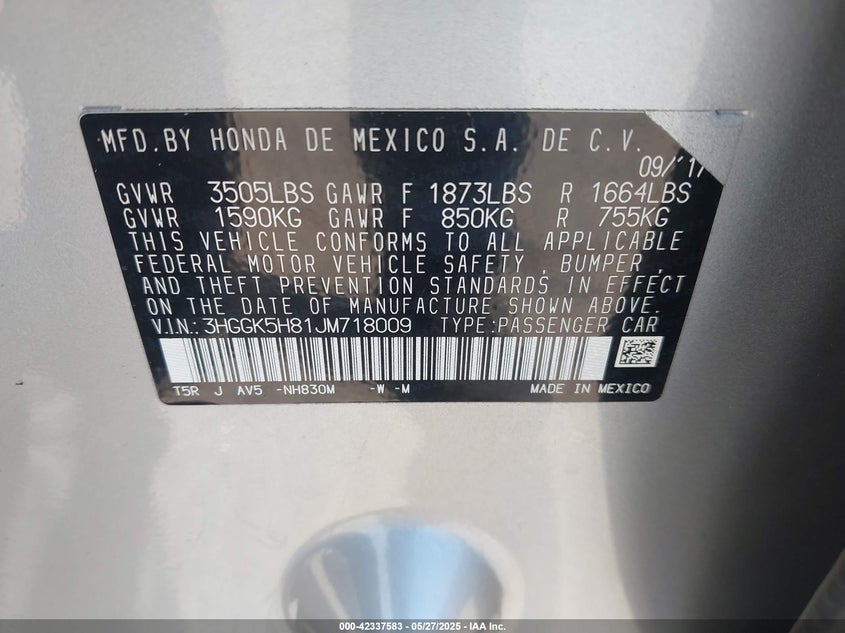 MFD.BY HONDA DE MEXICO S.A. DE C.V.
09/'17
GVWR 3505LBS GAWR F 1873LBS R 1664LBS
GVWR 1590KG GAWR F 850KG R 755KG
THIS VEHICLE CONFORMS TO ALL APPLICABLE
FEDERAL MOTOR VEHICLE SAFETY , BUMPER ,
AND THEFT PREVENTION STANDARDS IN EFFECT
ON THE DATE OF MANUFACTURE SHOWN ABOVE.
V.I.N.: 3HGGK5H81JM718009 TYPE:PASSENGER CAR
T5R J AV5 -NH830M -W -M MADE IN MEXICO
000-42337583 - 05/27/2025 - IAA Inc.